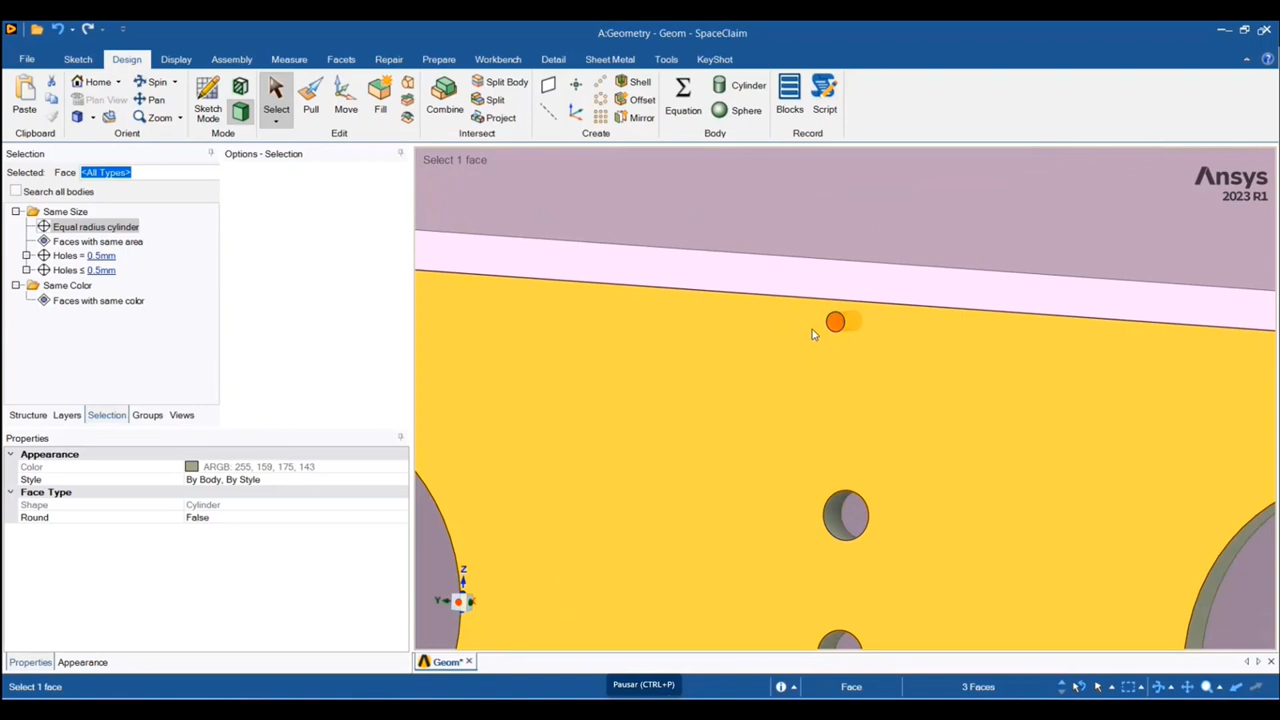 A:Geometry - Geom - SpaceClaim
File Sketch Design Display Assembly Measure Facets Repair Prepare Workbench Detail Sheet Metal Tools KeyShot
Paste
Home Spin
Plan View Pan
Zoom
Sketch Mode
Select Pull Move Fill
Combine
Split Body
Split
Project
Shell
Offset
Mirror
Equation
Cylinder
Sphere
Blocks Script
Clipboard Orient Mode Edit Intersect Create Body Record
Selection
Options - Selection
Selected: Face <All Types>
Search all bodies
Same Size
Equal radius cylinder
Faces with same area
Holes = 0.5mm
Holes ≤ 0.5mm
Same Color
Faces with same color
Structure Layers Selection Groups Views
Properties
Appearance
Color ARGB: 255, 159, 175, 143
Style By Body, By Style
Face Type
Shape Cylinder
Round False
Properties Appearance
Select 1 face
Ansys
2023 R1
Z
Y
X
Geom*
Select 1 face
Pausar (CTRL+P)
Face
3 Faces